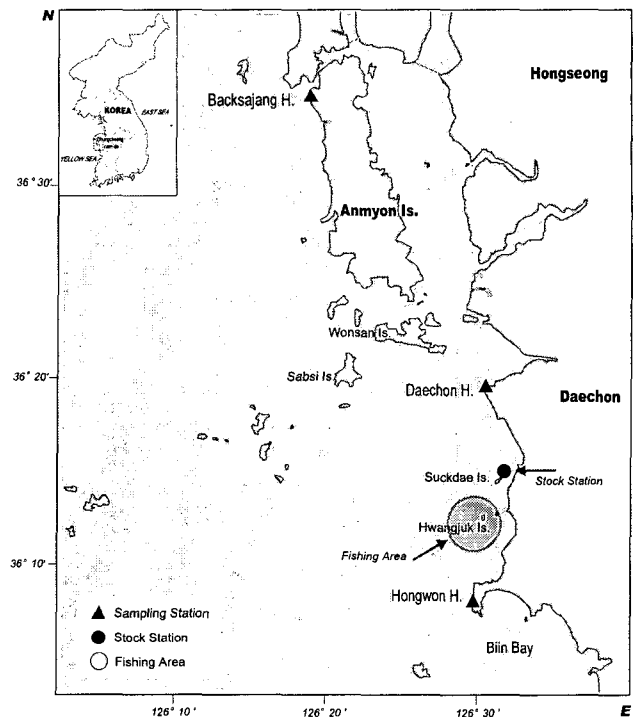 N
KOREA
EAST SEA
YELLOW SEA
Hongseong
Backsajang H.
36° 30'
Anmyon Is.
Wonsan Is.
Sabsi Is.
36° 20'
Daechon H.
Daechon
Suckdae Is.
Stock Station
Hwangjuk Is.
Fishing Area
36° 10'
Hongwon H.
Sampling Station
Stock Station
Fishing Area
Biin Bay
126° 10'
126° 20'
126° 30'
E